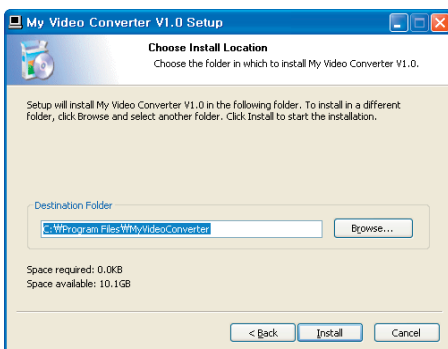 My Video Converter V1.0 Setup
Choose Install Location
Choose the folder in which to install My Video Converter V1.0.
Setup will install My Video Converter V1.0 in the following folder. To install in a different
folder, click Browse and select another folder. Click Install to start the installation.
Destination Folder
C:₩Program Files₩MyVideoConverter
Browse...
Space required: 0.0KB
Space available: 10.1GB
< Back
Install
Cancel